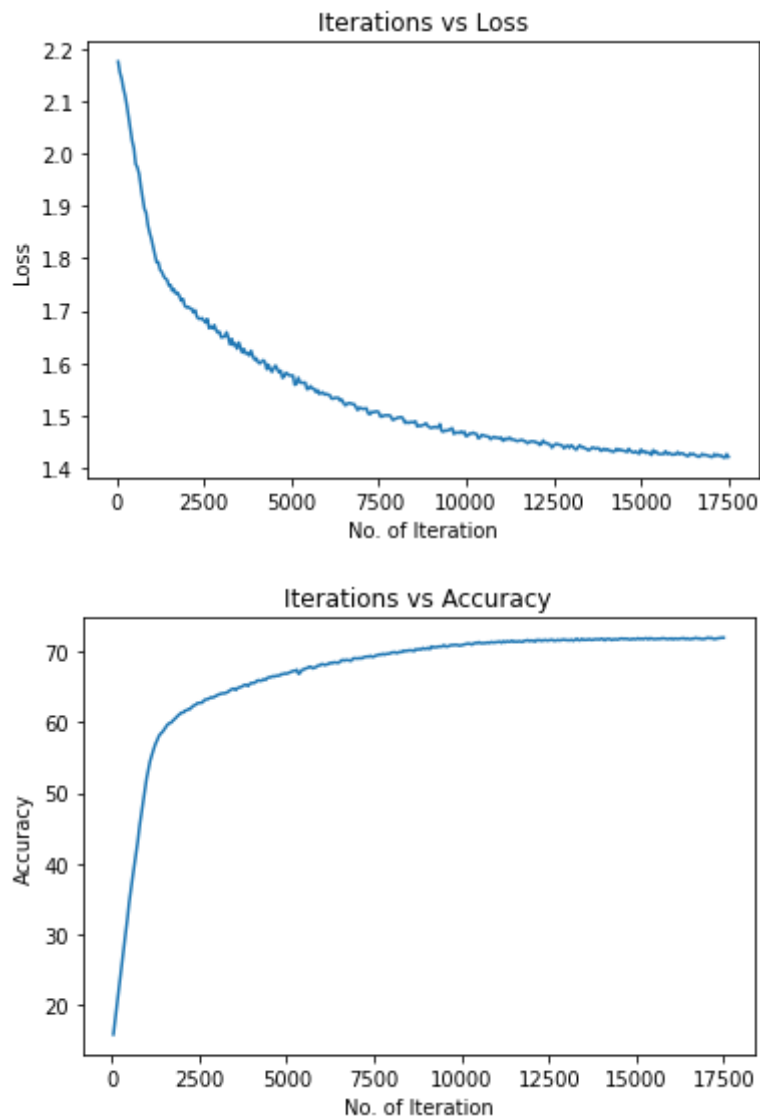 Iterations vs Loss
2.2
2.1
2.0
1.9
1.8
1.7
1.6
1.5
1.4
Loss
0 2500 5000 7500 10000 12500 15000 17500
No. of Iteration
Iterations vs Accuracy
70
60
50
40
30
20
Accuracy
0 2500 5000 7500 10000 12500 15000 17500
No. of Iteration